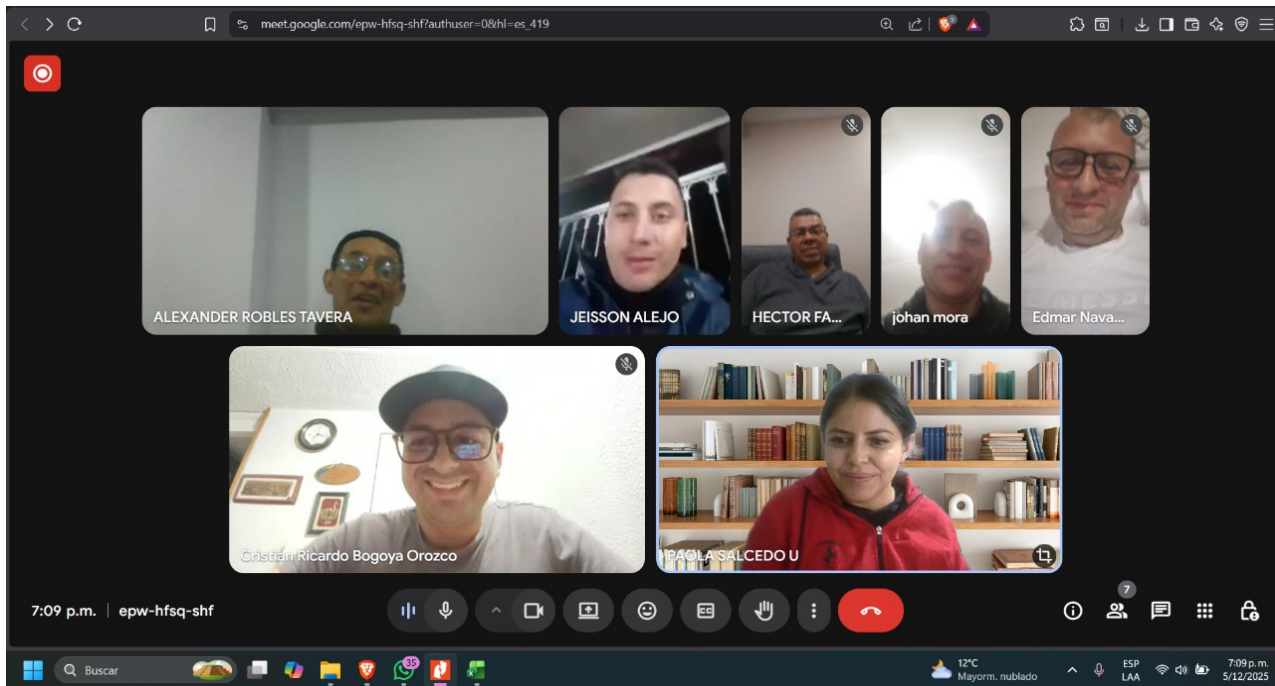 meet.google.com/epw-hfsq-shf?authuser=0&hl=es_419
ALEXANDER ROBLES TAVERA
JEISSON ALEJO
HECTOR FA...
johan mora
Edmar Nava...
Cristian Ricardo Bogoya Orozco
PAOLA SALCEDO U
7:09 p.m. | epw-hfsq-shf
7
Buscar
35
12°C
Mayorm. nublado
ESP
LAA
7:09 p.m.
5/12/2025